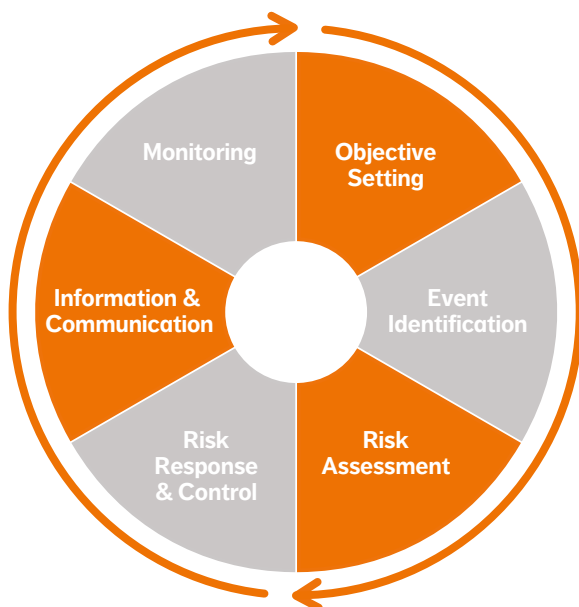 Monitoring
Objective
Setting
Information &
Communication
Event
Identification
Risk
Response
& Control
Risk
Assessment